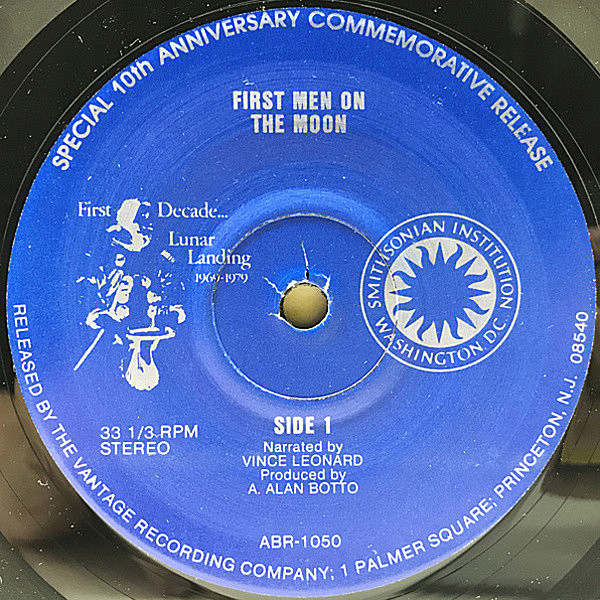 SPECIAL 10th ANNIVERSARY COMMEMORATIVE RELEASE
FIRST MEN ON
THE MOON
First Decade...
Lunar
Landing
1969-1979
SMITHSONIAN INSTITUTION
WASHINGTON D.C.
SIDE 1
33 1/3 RPM
STEREO
Narrated by
VINCE LEONARD
Produced by
A. ALAN BOTTO
ABR-1050
RELEASED BY THE VANTAGE RECORDING COMPANY; 1 PALMER SQUARE; PRINCETON, N.J. 08540